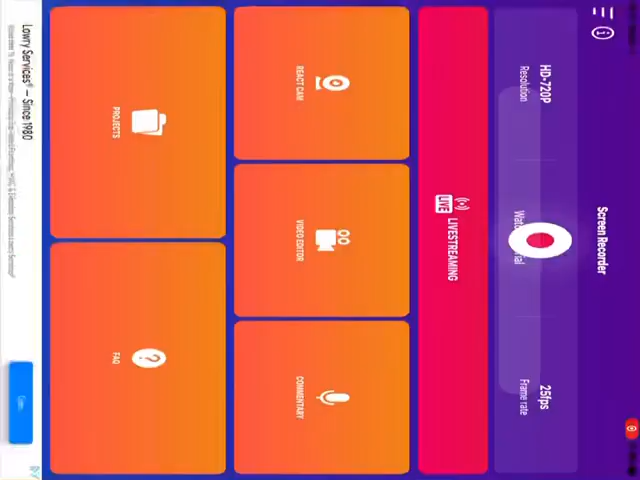 Screen Recorder
HD-720P
Resolution
25fps
Frame rate
LIVE
LIVESTREAMING
REACT CAM
VIDEO EDITOR
COMMENTARY
PROJECTS
FAQ
Lowry Services® — Since 1980